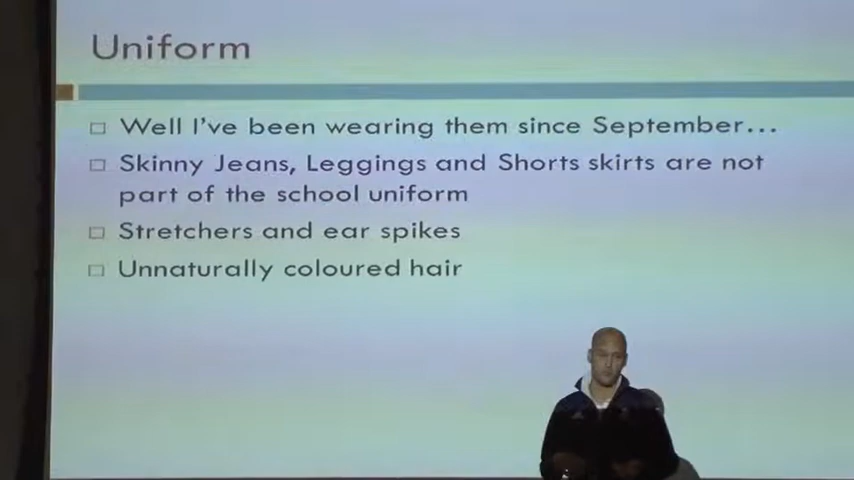 Uniform
Well I've been wearing them since September...
Skinny Jeans, Leggings and Shorts skirts are not
part of the school uniform
Stretchers and ear spikes
Unnaturally coloured hair